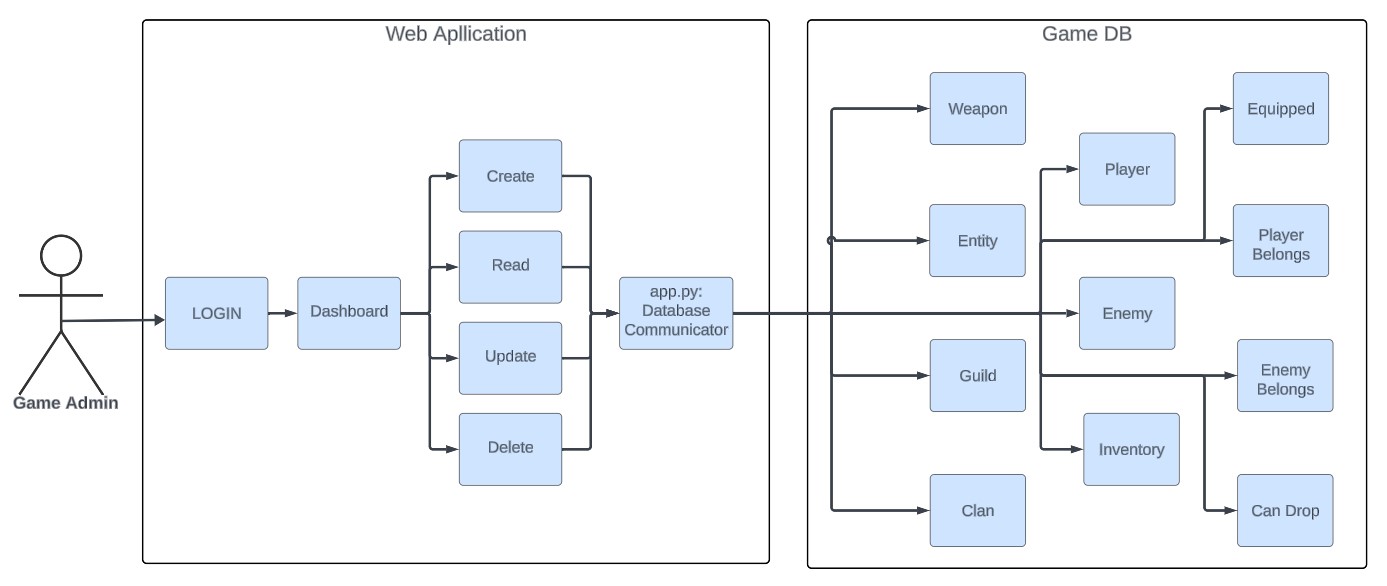 Web Apllication
Game DB
Game Admin
LOGIN
Dashboard
Create
Read
Update
Delete
app.py:
Database
Communicator
Weapon
Entity
Guild
Clan
Player
Enemy
Inventory
Equipped
Player
Belongs
Enemy
Belongs
Can Drop